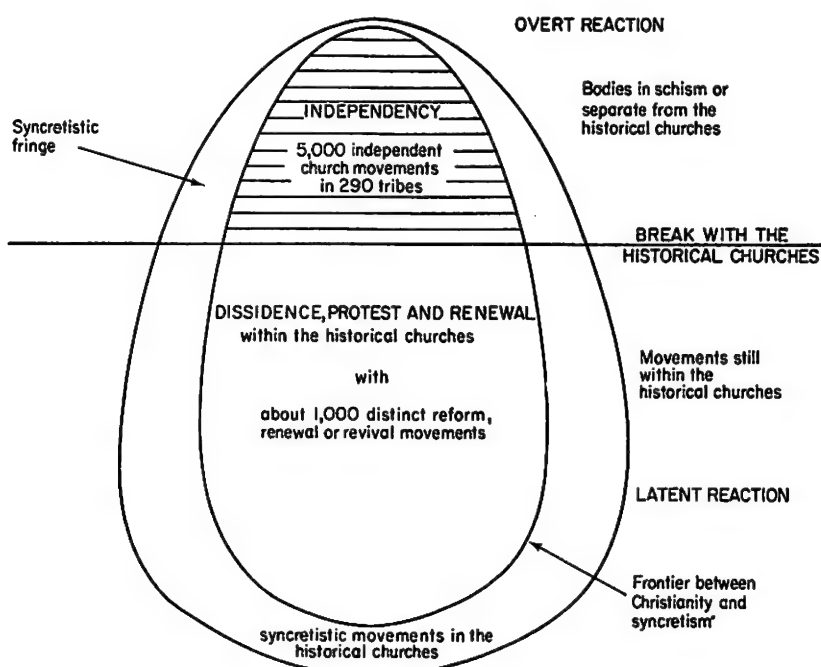 OVERT REACTION
Bodies in schism or
separate from the
historical churches
Syncretistic
fringe
INDEPENDENCY
5,000 independent
church movements
in 290 tribes
BREAK WITH THE
HISTORICAL CHURCHES
DISSIDENCE, PROTEST AND RENEWAL
within the historical churches
with
about 1,000 distinct reform,
renewal or revival movements
Movements still
within the
historical churches
LATENT REACTION
Frontier between
Christianity and
syncretism
syncretistic movements in the
historical churches